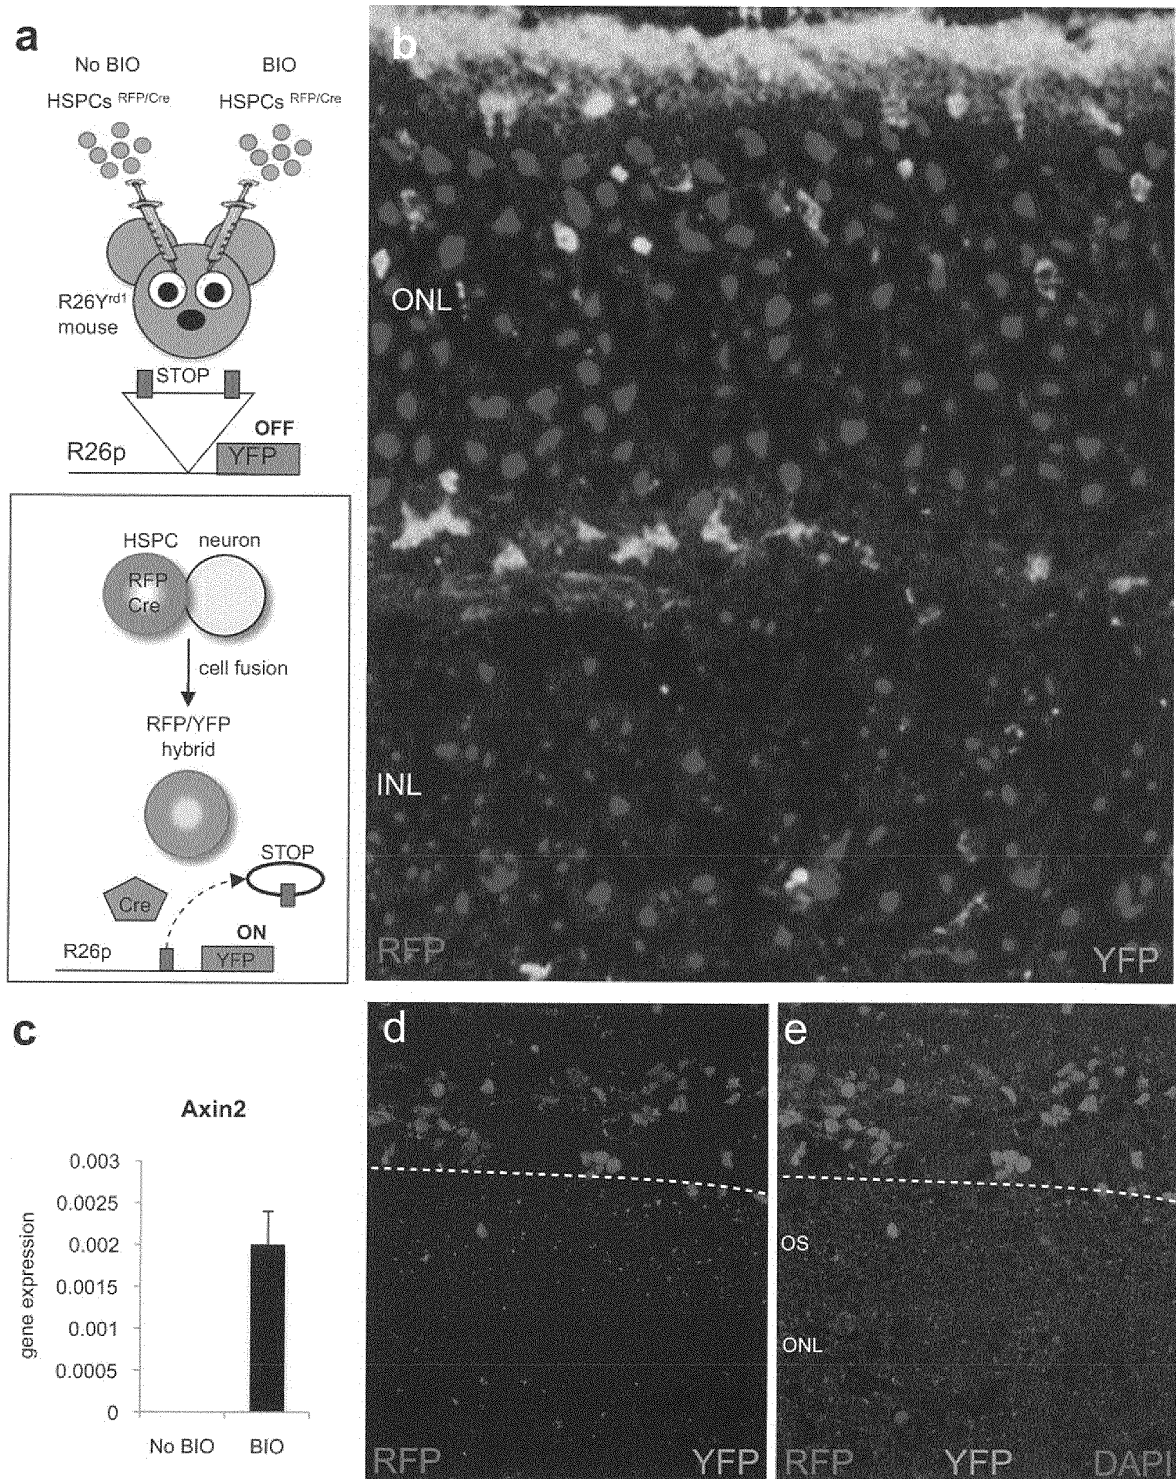 a
No BIO
BIO
HSPCs RFP/Cre
HSPCs RFP/Cre
R26Yrd1
mouse
STOP
R26p
OFF
YFP
HSPC
neuron
RFP
Cre
cell fusion
RFP/YFP
hybrid
STOP
Cre
R26p
ON
YFP
b
ONL
INL
RFP
YFP
c
Axin2
gene expression
0.003
0.0025
0.002
0.0015
0.001
0.0005
0
No BIO
BIO
d
RFP
YFP
e
OS
ONL
RFP
YFP
DAPI